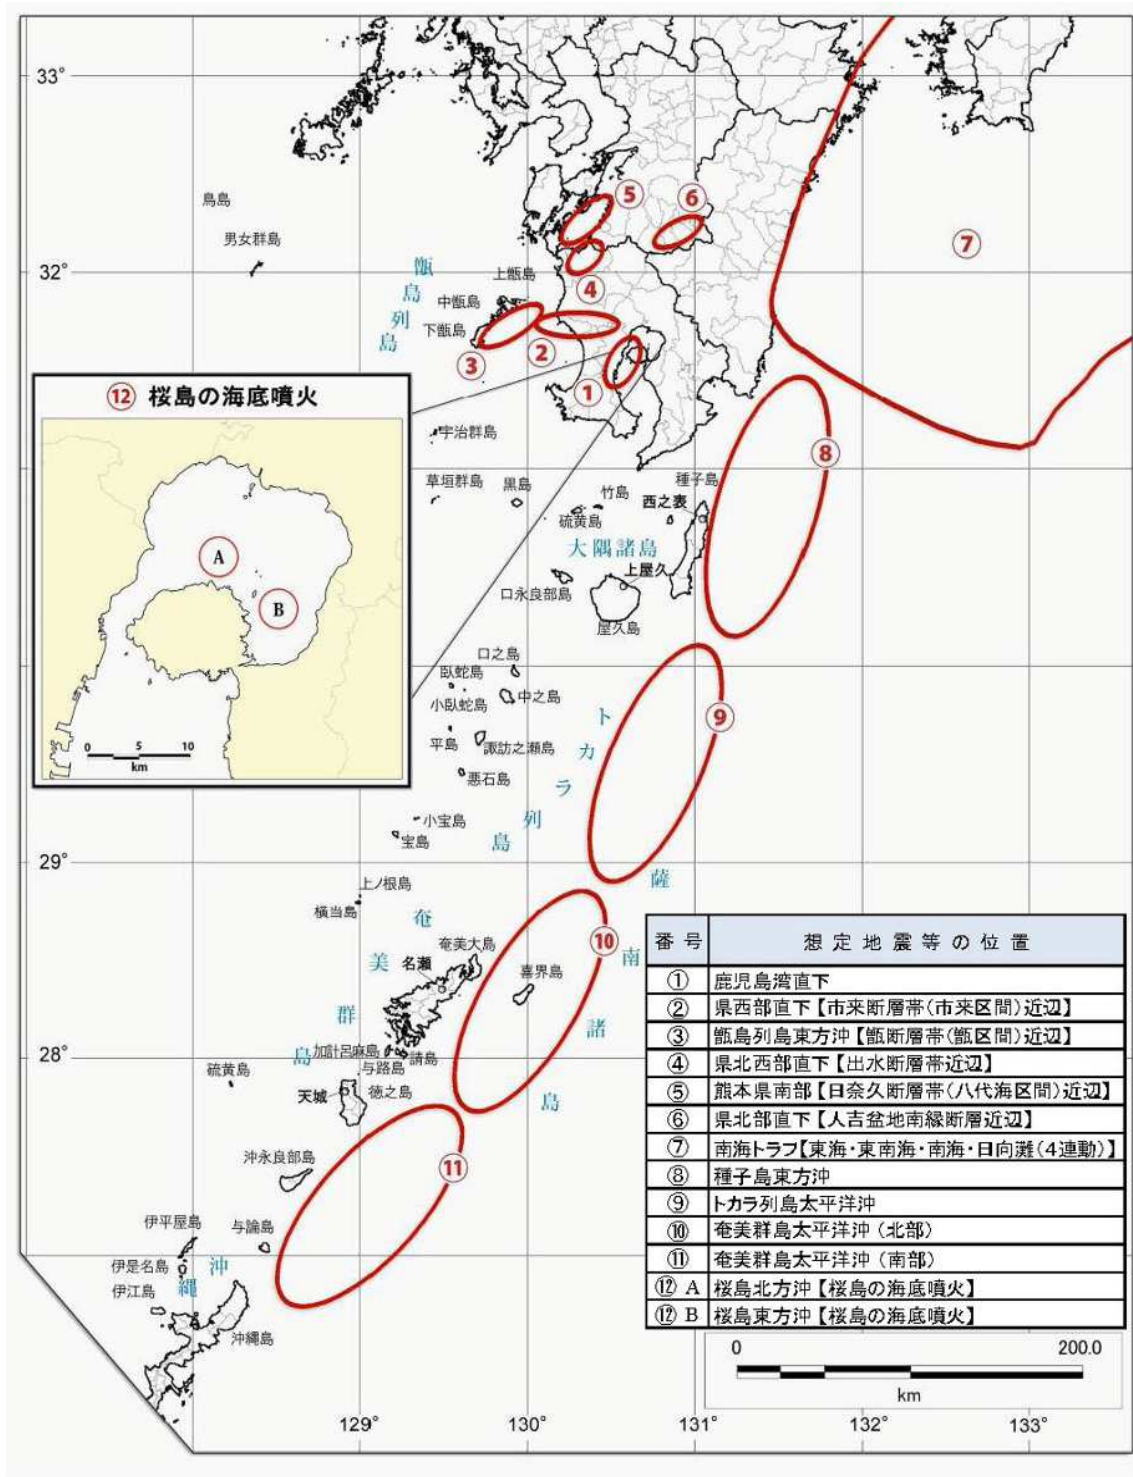 33°
⑤
⑥
鳥島
男女群島
⑦
32°
甑島列島
上甑島
中甑島
下甑島
④
③
②
①
⑫ 桜島の海底噴火
A
B
0 5 10
km
宇治群島
草垣群島
黒島
竹島
硫黄島
種子島
西之表
⑧
大隅諸島
上屋久
口永良部島
屋久島
口之島
臥蛇島
小臥蛇島
中之島
平島
諏訪之瀬島
悪石島
トカラ列島
⑨
小宝島
宝島
29°
上ノ根島
横当島
薩南諸島
奄美群島
奄美大島
名瀬
喜界島
⑩
28°
加計呂麻島
請島
与路島
硫黄島
天城
徳之島
⑪
沖永良部島
伊平屋島
与論島
伊是名島
沖縄
伊江島
沖縄島
番号 想定地震等の位置
① 鹿児島湾直下
② 県西部直下【市来断層帯(市来区間)近辺】
③ 甑島列島東方沖【甑断層帯(甑区間)近辺】
④ 県北西部直下【出水断層帯近辺】
⑤ 熊本県南部【日奈久断層帯(八代海区間)近辺】
⑥ 県北部直下【人吉盆地南縁断層近辺】
⑦ 南海トラフ【東海・東南海・南海・日向灘(4連動)】
⑧ 種子島東方沖
⑨ トカラ列島太平洋沖
⑩ 奄美群島太平洋沖(北部)
⑪ 奄美群島太平洋沖(南部)
⑫ A 桜島北方沖【桜島の海底噴火】
⑫ B 桜島東方沖【桜島の海底噴火】
0 200.0
km
129° 130° 131° 132° 133°